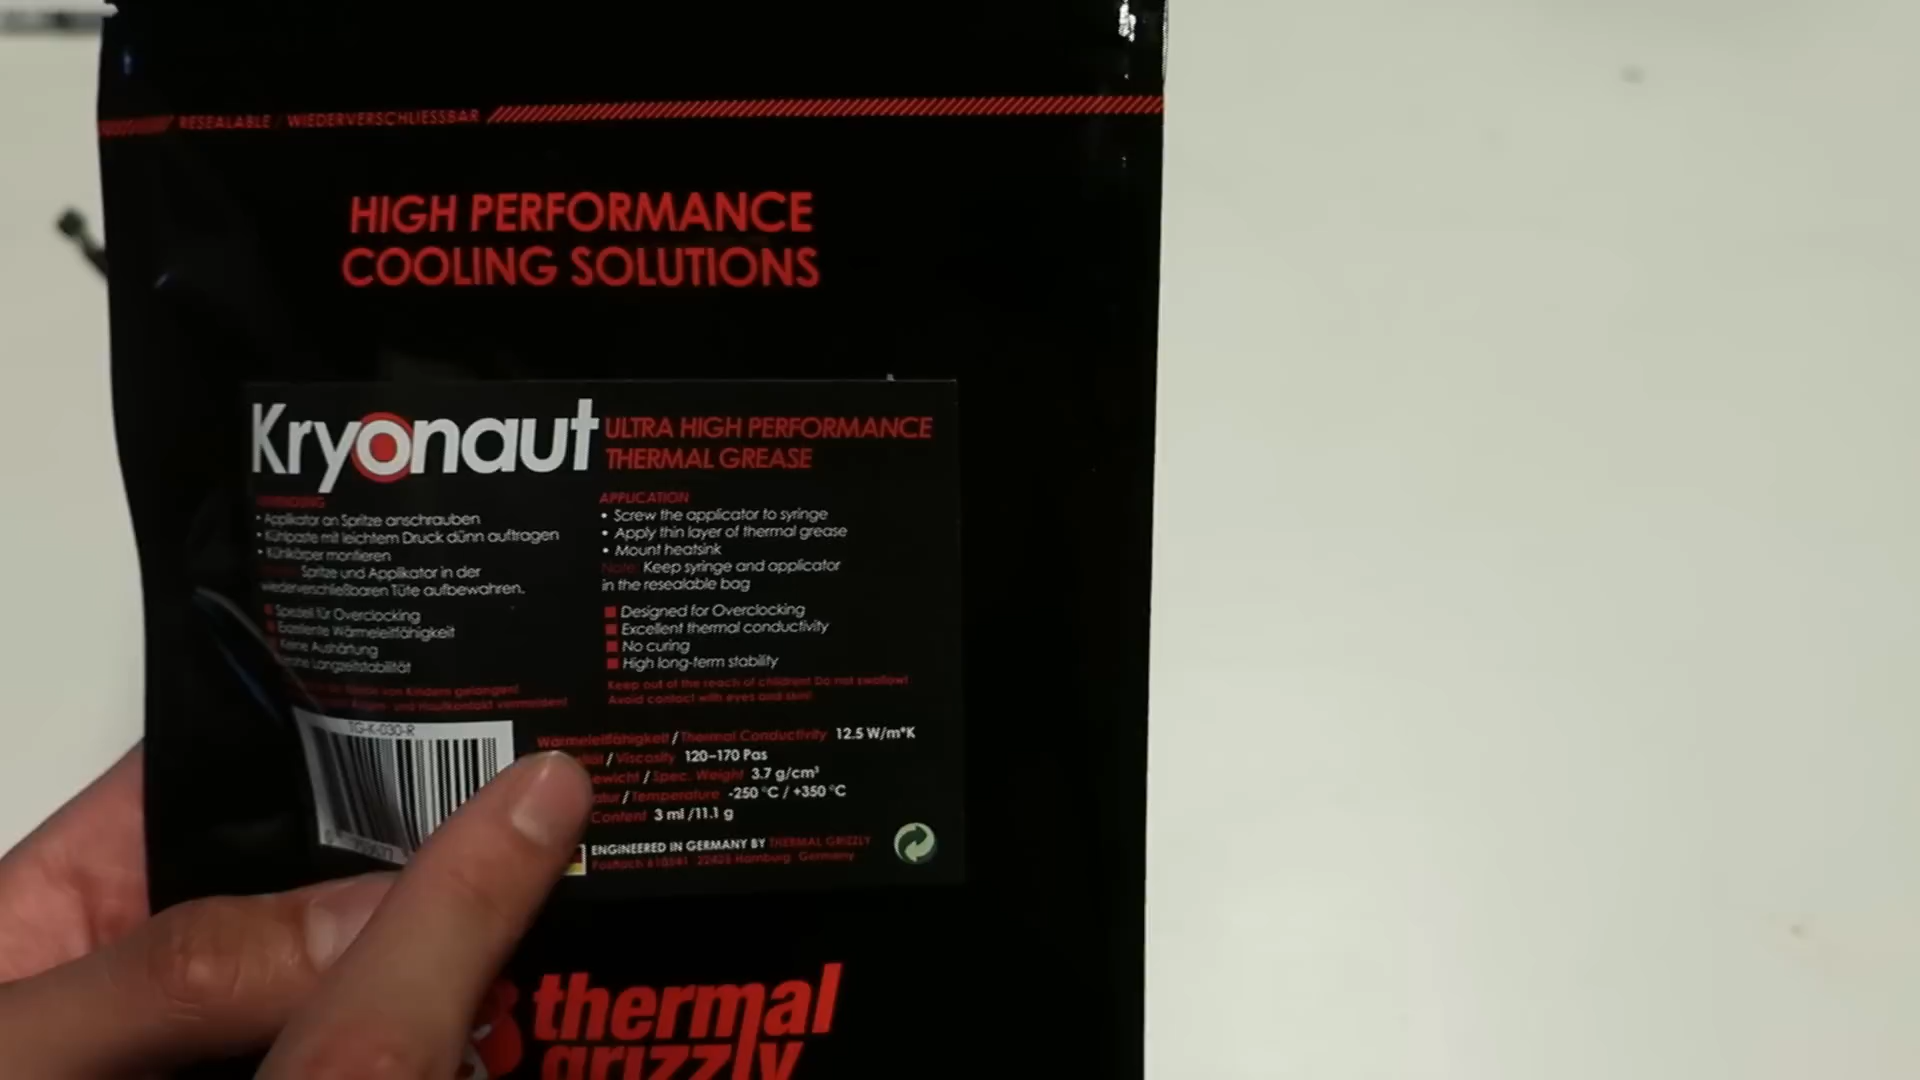 RESEALABLE / WIEDERVERSCHLIESSBAR
HIGH PERFORMANCE
COOLING SOLUTIONS
Kryonaut
ULTRA HIGH PERFORMANCE
THERMAL GREASE
• Applikator an Spritze anschrauben
• Kühlpaste mit leichtem Druck dünn auftragen
• Kühlkörper montieren
Spritze und Applikator in der
wiederverschließbaren Tüte aufbewahren.
Speziell für Overclocking
Exzellente Wärmeleitfähigkeit
Keine Aushärtung
Langzeitstabilität
von Kindern gelangen!
und Hautkontakt vermeiden!
APPLICATION
• Screw the applicator to syringe
• Apply thin layer of thermal grease
• Mount heatsink
Note: Keep syringe and applicator
in the resealable bag
Designed for Overclocking
Excellent thermal conductivity
No curing
High long-term stability
Keep out of the reach of children! Do not swallow!
Avoid contact with eyes and skin!
TG-K-030-R
Wärmeleitfähigkeit / Thermal Conductivity 12.5 W/m*K
/ Viscosity 120–170 Pas
/ Spec. Weight 3.7 g/cm³
/ Temperature -250 °C / +350 °C
Content 3 ml /11.1 g
ENGINEERED IN GERMANY BY THERMAL GRIZZLY
Hamburg Germany
thermal
grizzly